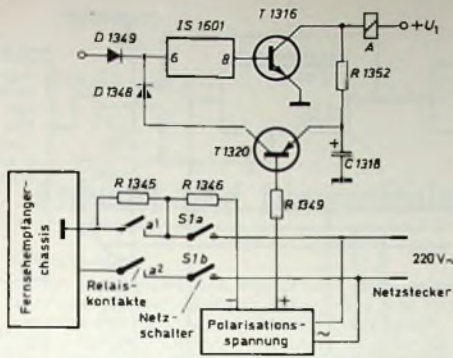 IS 1601
T 1316
D 1349
6
8
A
+U₁
R 1352
D 1348
T 1320
+
C 1318
R 1345
R 1346
R 1349
Fernsehempfänger-
chassis
a¹
S1a
a²
S1b
220 V~
Relais-
kontakte
Netz-
schalter
−
+
Netzstecker
Polarisations-
spannung
~